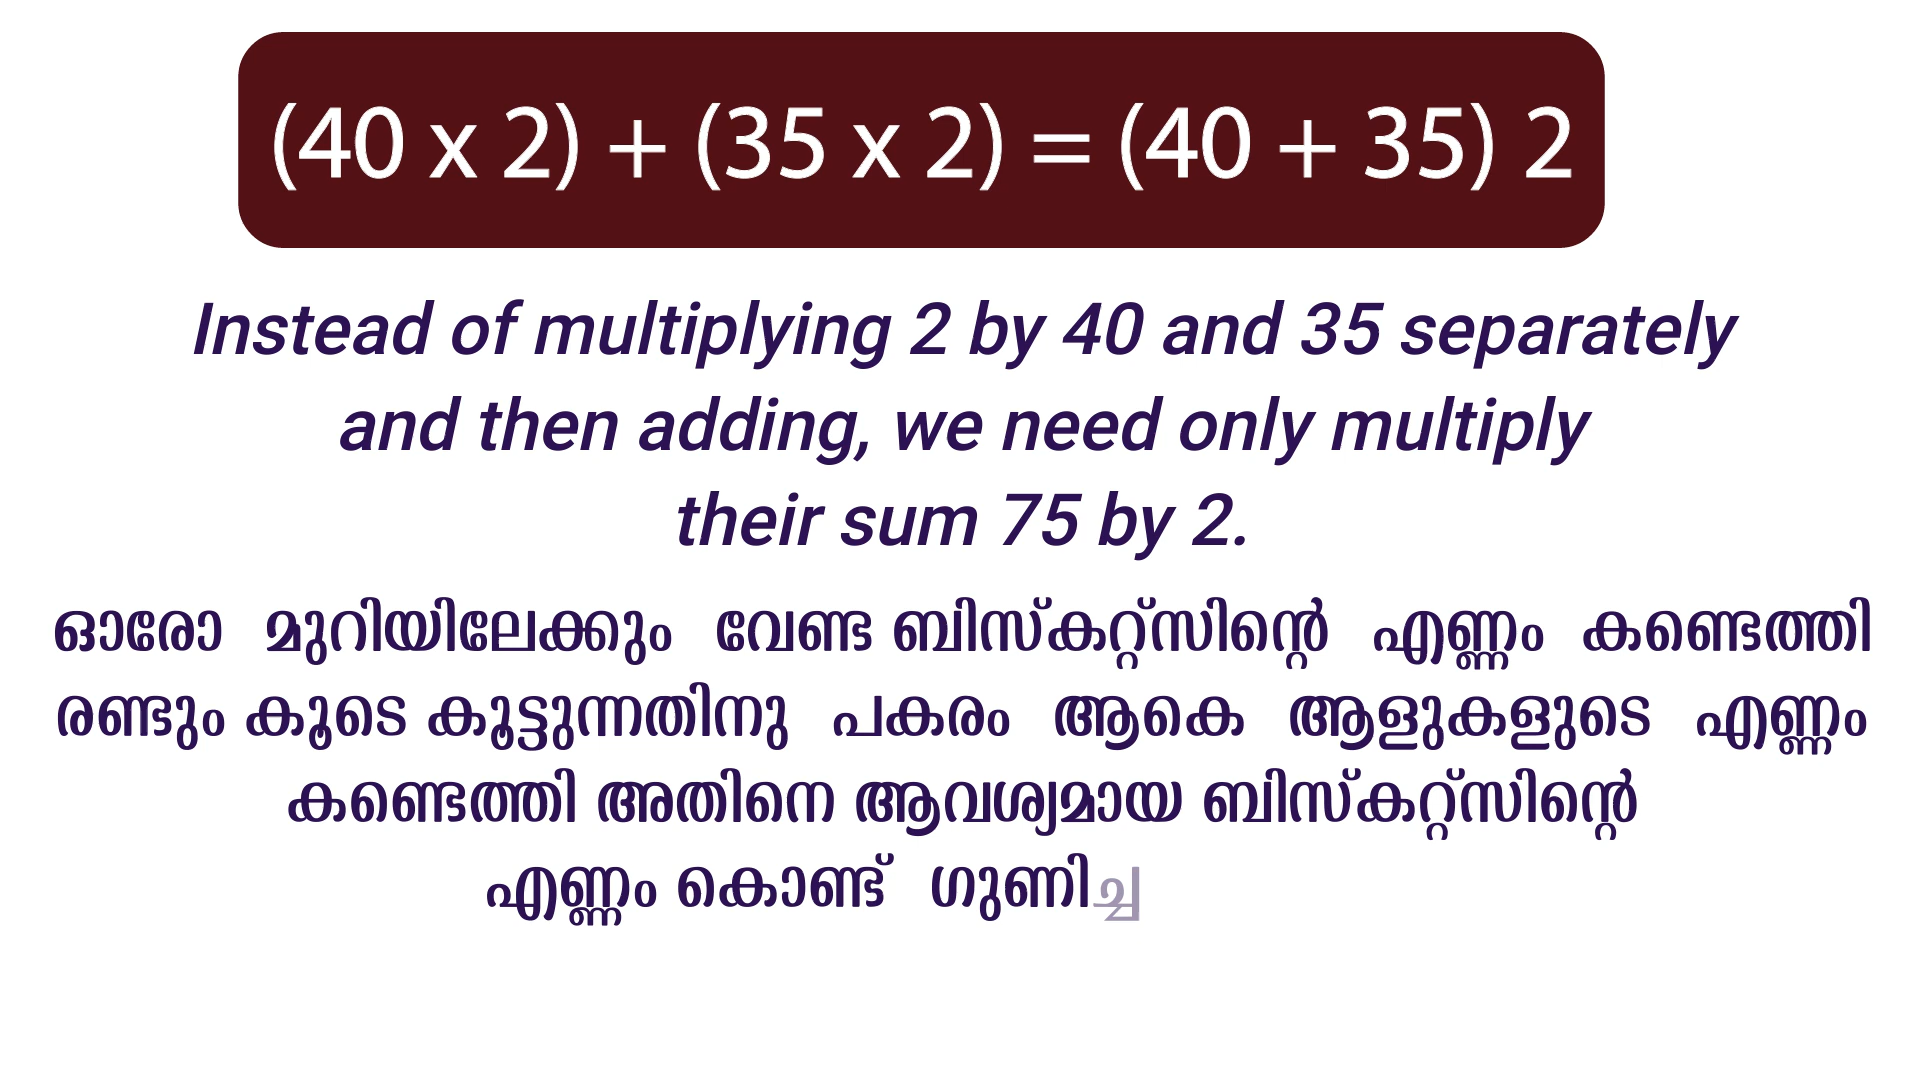 (40 x 2) + (35 x 2) = (40 + 35) 2
Instead of multiplying 2 by 40 and 35 separately
and then adding, we need only multiply
their sum 75 by 2.
ഓരോ മുറിയിലേക്കും വേണ്ട ബിസ്കറ്റ്സിന്റെ എണ്ണം കണ്ടെത്തി
രണ്ടും കൂടെ കൂട്ടുന്നതിനു പകരം ആകെ ആളുകളുടെ എണ്ണം
കണ്ടെത്തി അതിനെ ആവശ്യമായ ബിസ്കറ്റ്സിന്റെ
എണ്ണം കൊണ്ട് ഗുണിച്ച